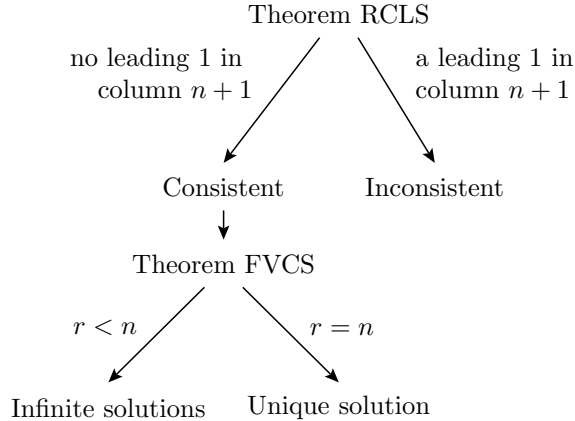 Theorem RCLS
no leading 1 in
column n + 1
a leading 1 in
column n + 1
Consistent
Inconsistent
Theorem FVCS
r < n
r = n
Infinite solutions
Unique solution